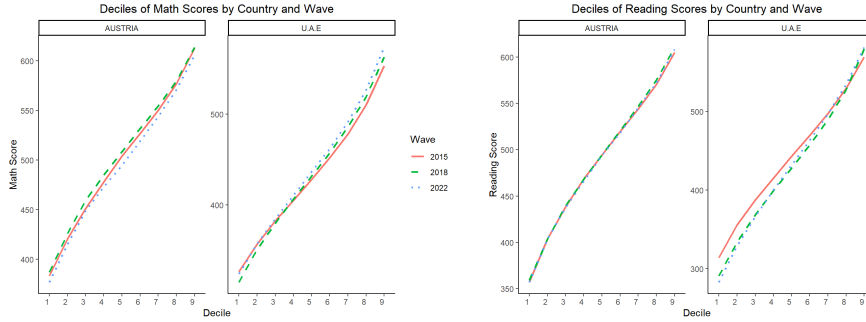 Deciles of Math Scores by Country and Wave
AUSTRIA
U.A.E
Math Score
600
550
500
450
400
500
400
1 2 3 4 5 6 7 8 9
1 2 3 4 5 6 7 8 9
Decile
Wave
2015
2018
2022
Deciles of Reading Scores by Country and Wave
AUSTRIA
U.A.E
Reading Score
600
550
500
450
400
350
500
400
300
1 2 3 4 5 6 7 8 9
1 2 3 4 5 6 7 8 9
Decile